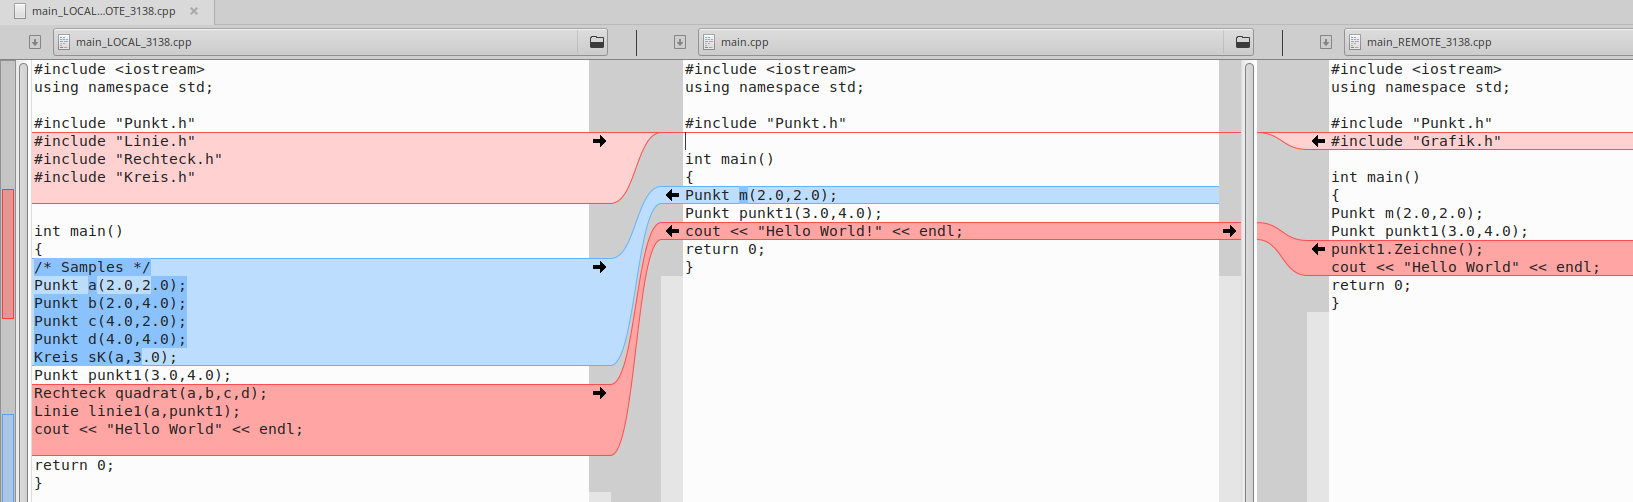 main_LOCAL...OTE_3138.cpp
main_LOCAL_3138.cpp
#include <iostream>
using namespace std;
#include "Punkt.h"
#include "Linie.h"
#include "Rechteck.h"
#include "Kreis.h"
int main()
{
/* Samples */
Punkt a(2.0,2.0);
Punkt b(2.0,4.0);
Punkt c(4.0,2.0);
Punkt d(4.0,4.0);
Kreis sK(a,3.0);
Punkt punkt1(3.0,4.0);
Rechteck quadrat(a,b,c,d);
Linie linie1(a,punkt1);
cout << "Hello World" << endl;
return 0;
}
main.cpp
#include <iostream>
using namespace std;
#include "Punkt.h"
int main()
{
Punkt m(2.0,2.0);
Punkt punkt1(3.0,4.0);
cout << "Hello World!" << endl;
return 0;
}
main_REMOTE_3138.cpp
#include <iostream>
using namespace std;
#include "Punkt.h"
#include "Grafik.h"
int main()
{
Punkt m(2.0,2.0);
Punkt punkt1(3.0,4.0);
punkt1.Zeichne();
cout << "Hello World" << endl;
return 0;
}